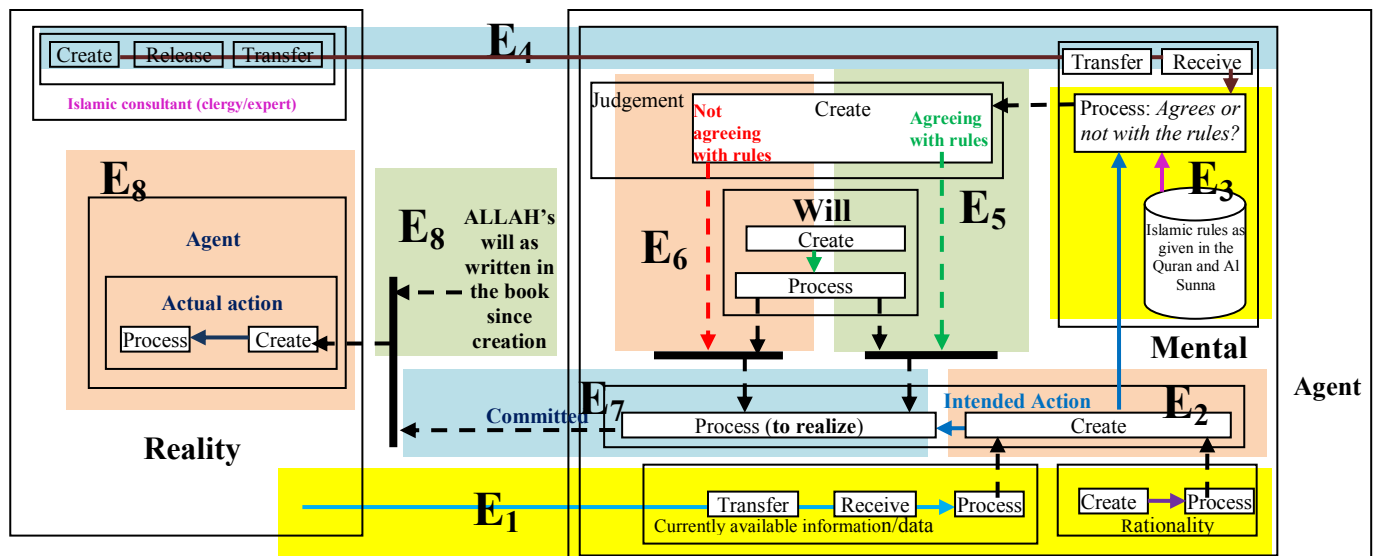 E4
Create
Release
Transfer
Islamic consultant (clergy/expert)
Transfer
Receive
Judgement
Create
Not
agreeing
with rules
Agreeing
with rules
Process: Agrees or
not with the rules?
E3
Islamic rules as
given in the
Quran and Al
Sunna
Mental
Agent
E8
Agent
Actual action
Process
Create
Reality
E8
ALLAH's
will as
written in
the book
since
creation
E6
Will
Create
Process
E5
E7
Committed
Process (to realize)
Intended Action
E2
Create
E1
Transfer
Receive
Process
Currently available information/data
Create
Process
Rationality